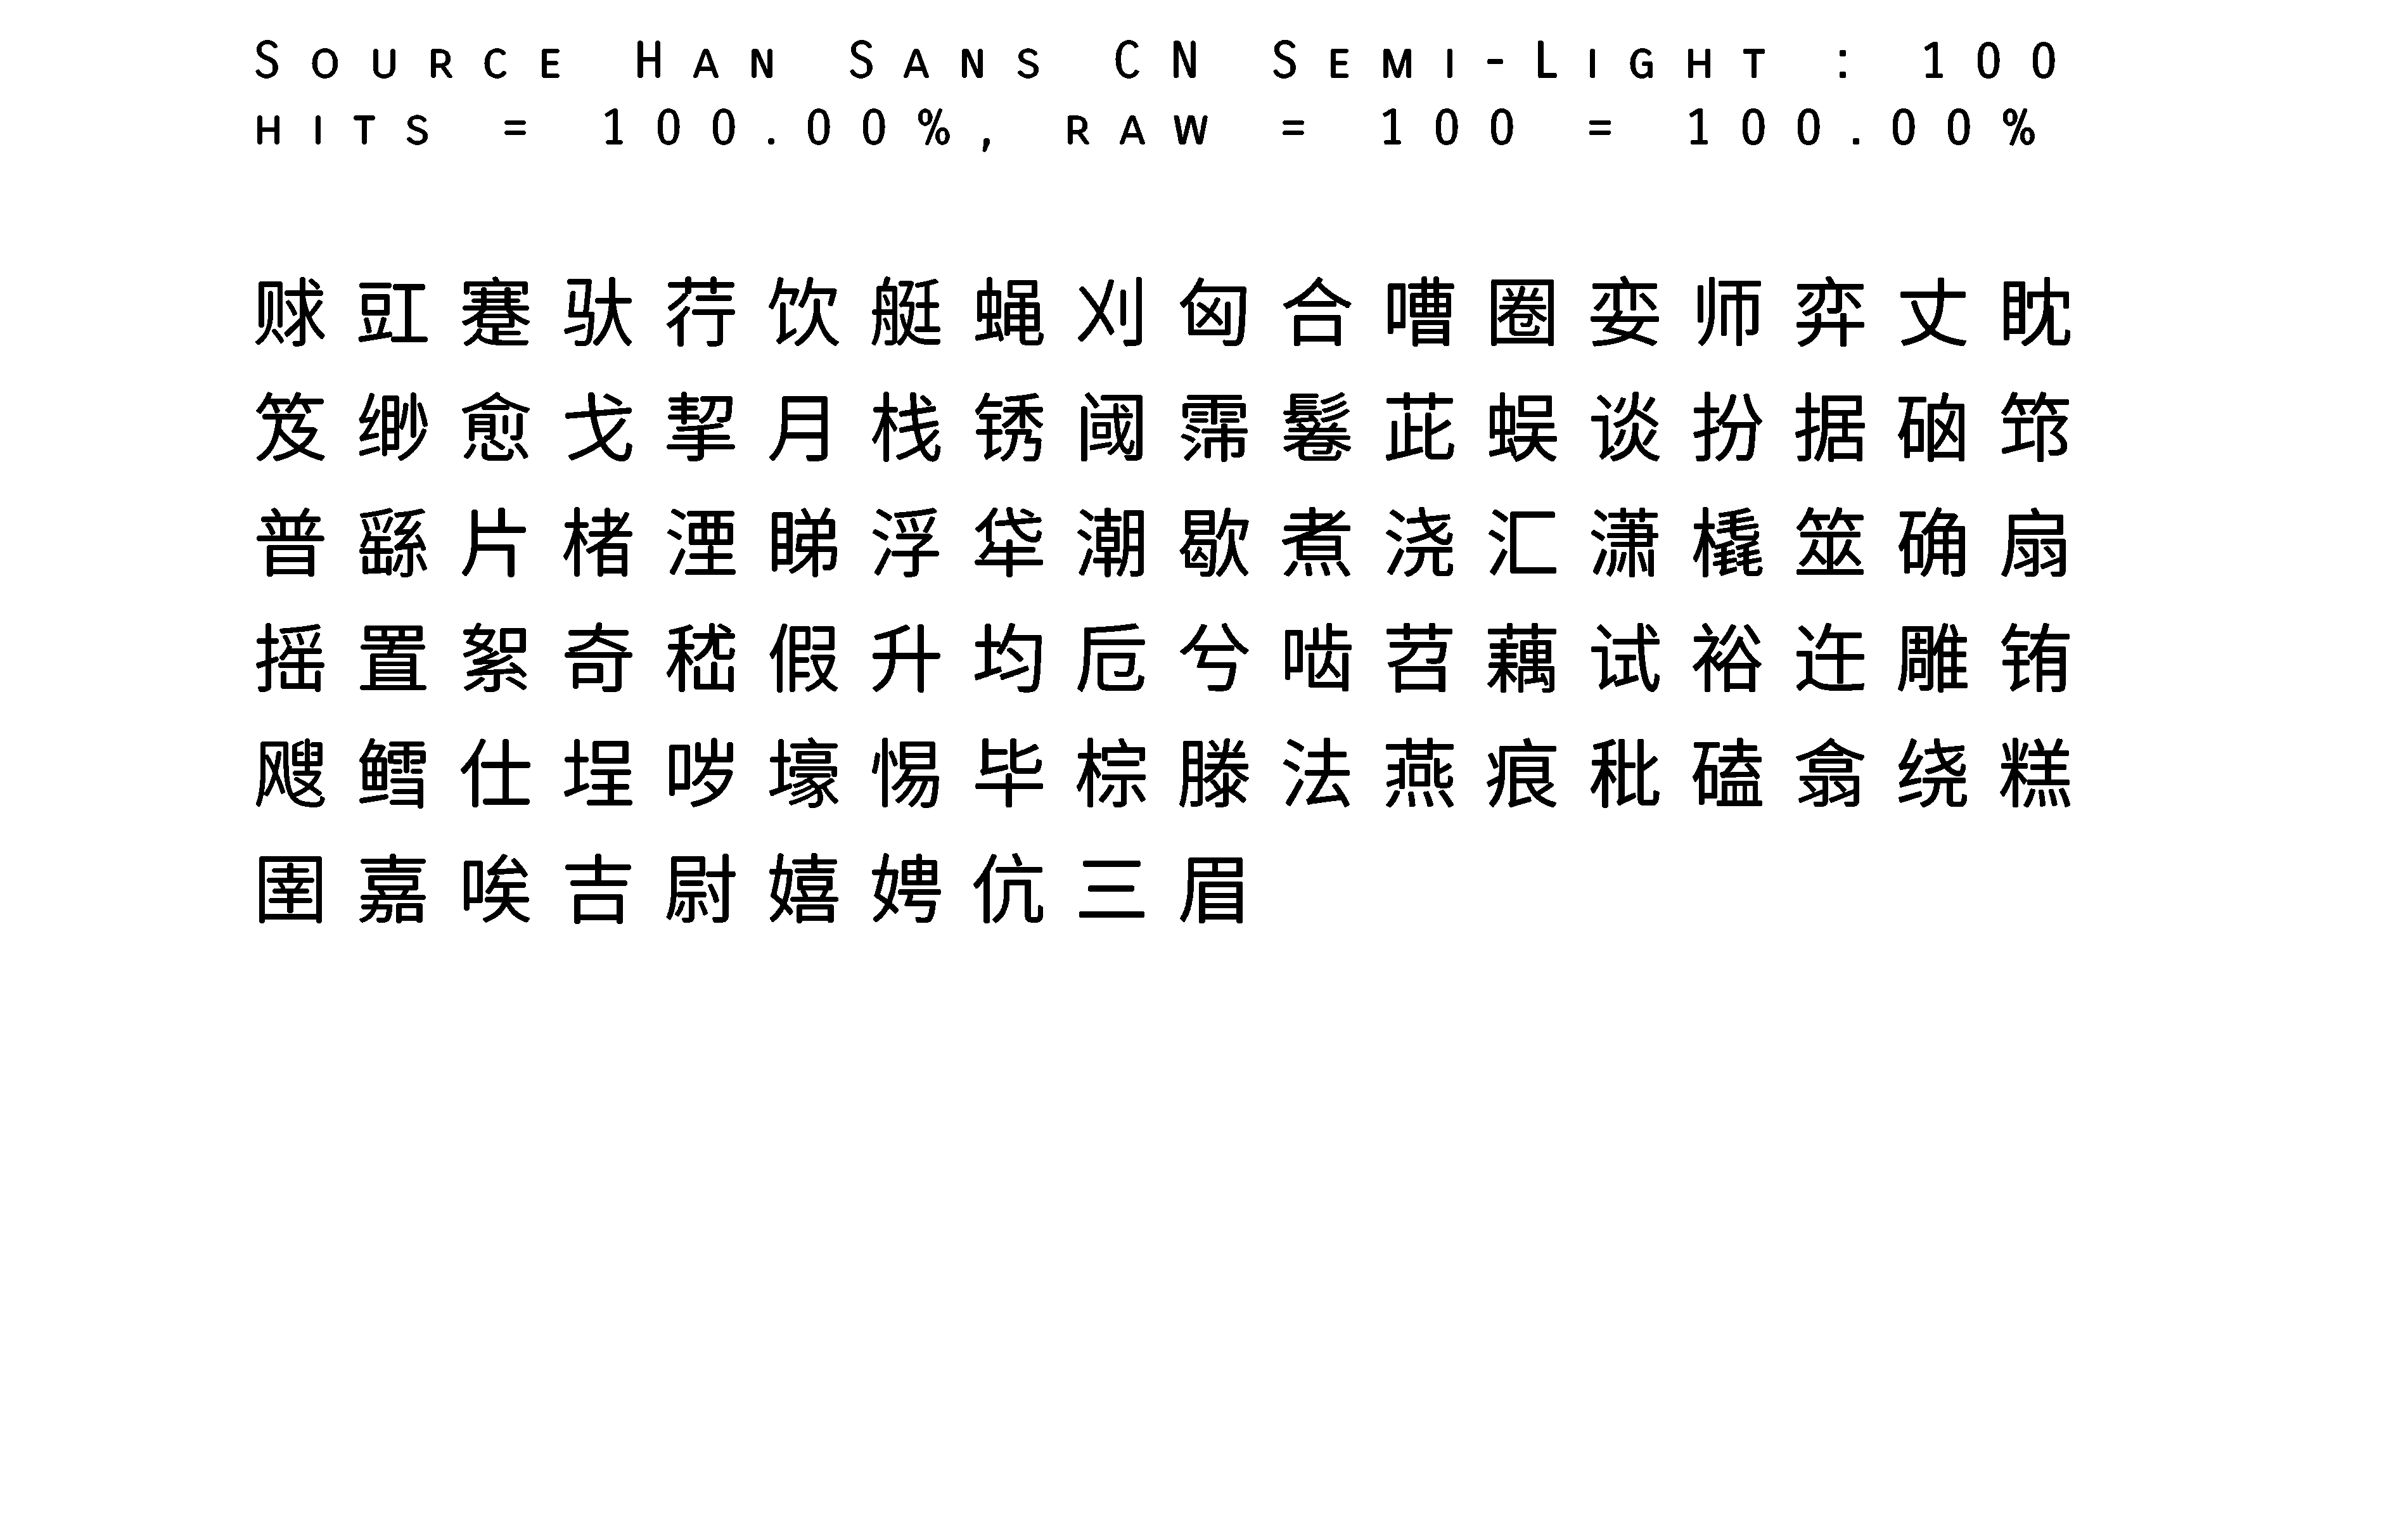 Source Han Sans CN Semi-Light : 100
hits = 100.00%, raw = 100 = 100.00%
赇豇蹇驮荇饮艇蝇刈匈合嘈圈娈师弈丈眈
笈缈愈戈挈月栈锈阈霈鬈茈蜈谈扮据硇筇
普繇片楮湮睇浮牮潮歇煮浇汇潇橇筮确扇
摇置絮奇嵇假升均卮兮啮苕藕试裕迕雕铕
飕鳕仕埕哕壕惕毕棕滕法燕痕秕磕翕绕糕
圉嘉唉吉尉嬉娉伉三眉